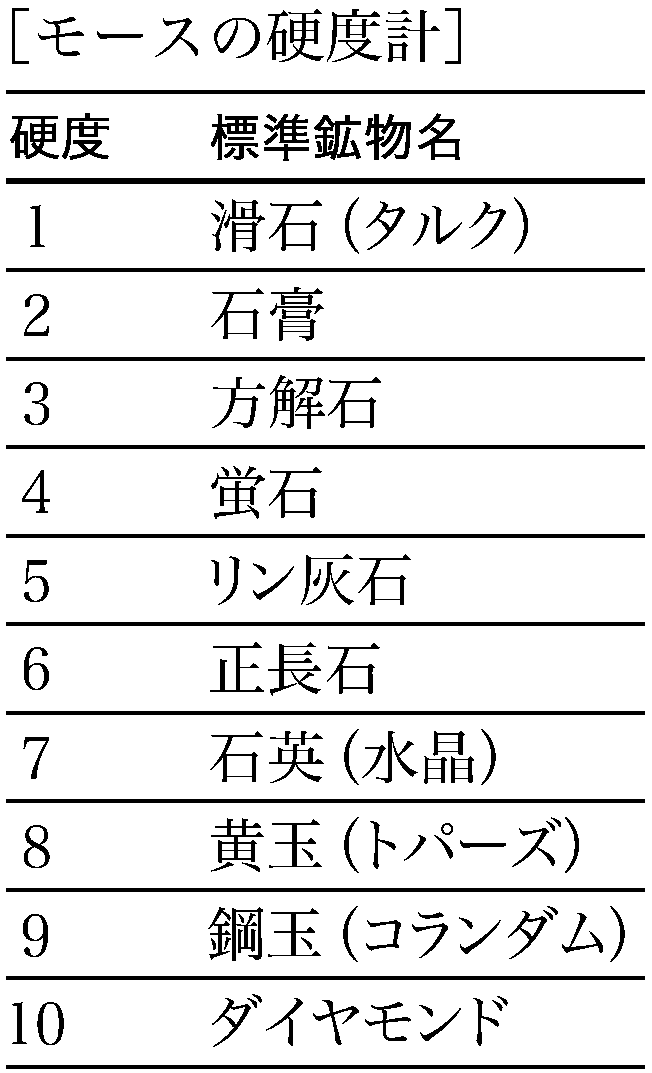 [モースの硬度計]
硬度 標準鉱物名
1 滑石 (タルク)
2 石膏
3 方解石
4 蛍石
5 リン灰石
6 正長石
7 石英 (水晶)
8 黄玉 (トパーズ)
9 鋼玉 (コランダム)
10 ダイヤモンド